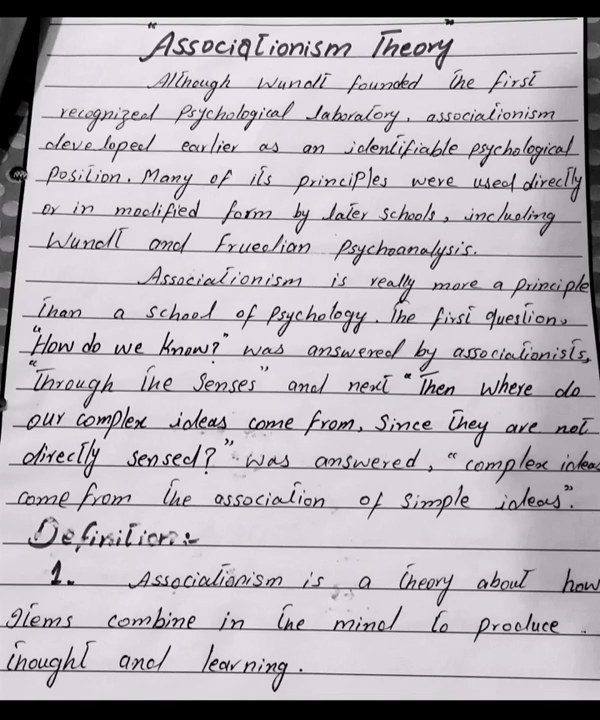 "Associationism Theory"
Although Wundt founded the first
recognized Psychological laboratory, associationism
developed earlier as an identifiable psychological
Position. Many of its principles were used directly
or in modified form by later schools, including
Wundt and Fruedian Psychoanalysis.
Associationism is really more a principle
than a school of Psychology. The first question,
"How do we know?" was answered by associationists,
"Through the Senses" and next "Then Where do
our complex ideas come from, Since they are not
directly sensed?" was answered, "complex ideas
come from the association of simple ideas".
Definition:-
1. Associationism is a theory about how
items combine in the mind to produce
thought and learning.